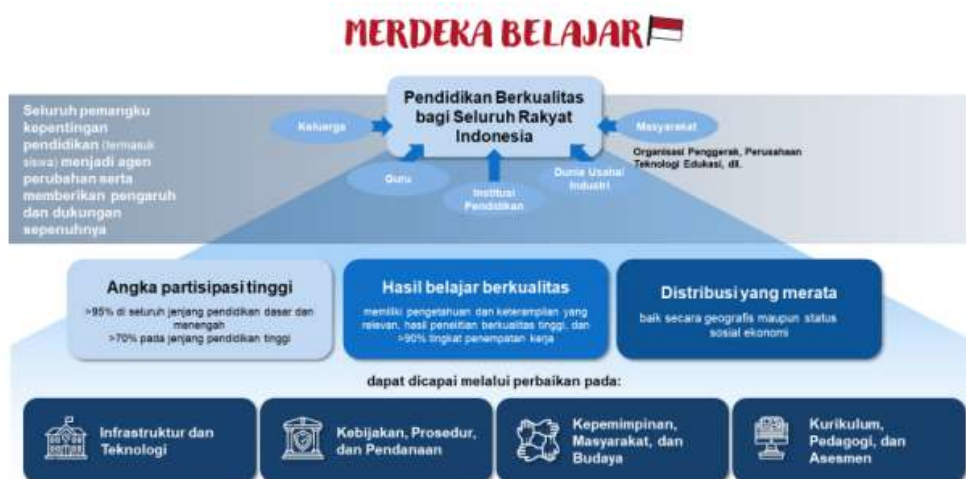 MERDEKA BELAJAR
Pendidikan Berkualitas
bagi Seluruh Rakyat
Indonesia
Seluruh pemangku
kepentingan
pendidikan (termasuk
siswa) menjadi agen
perubahan serta
memberikan pengaruh
dan dukungan
sepenuhnya
Keluarga
Guru
Institusi
Pendidikan
Dunia Usaha/
Industri
Masyarakat
Organisasi Penggerak, Perusahaan
Teknologi Edukasi, dll.
Angka partisipasi tinggi
>95% di seluruh jenjang pendidikan dasar dan
menengah
>70% pada jenjang pendidikan tinggi
Hasil belajar berkualitas
memiliki pengetahuan dan keterampilan yang
relevan, hasil penelitian berkualitas tinggi, dan
>90% tingkat penempatan kerja
Distribusi yang merata
baik secara geografis maupun status
sosial ekonomi
dapat dicapai melalui perbaikan pada:
Infrastruktur dan
Teknologi
Kebijakan, Prosedur,
dan Pendanaan
Kepemimpinan,
Masyarakat, dan
Budaya
Kurikulum,
Pedagogi, dan
Asesmen